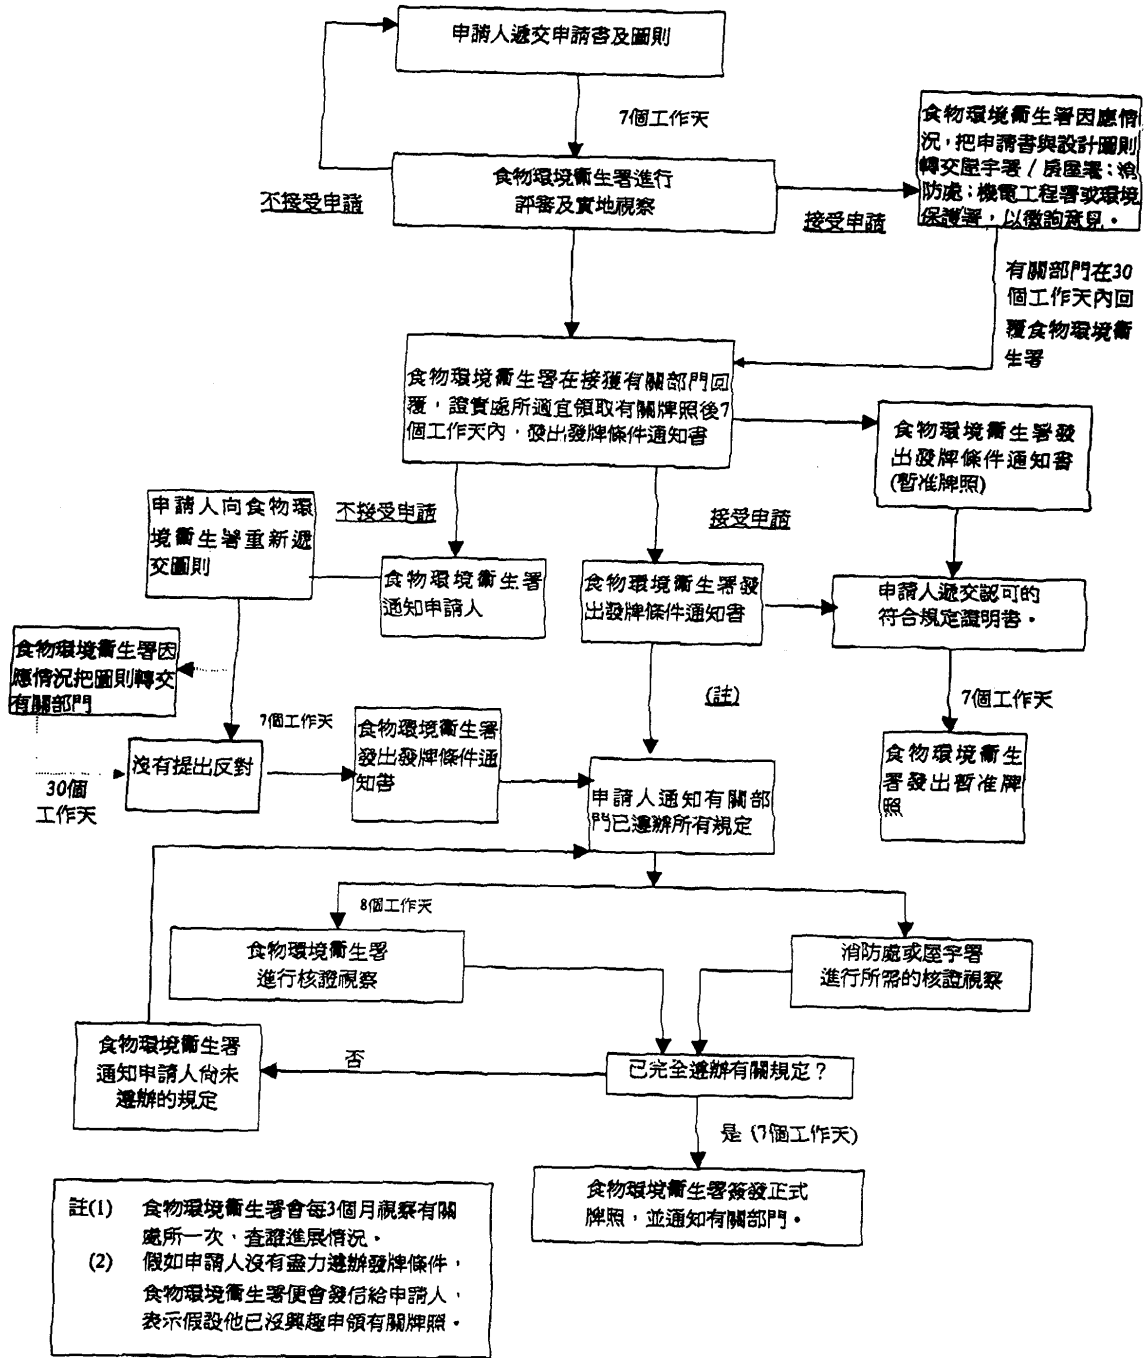 申請人遞交申請書及圖則
7個工作天
食物環境衞生署進行
評審及實地視察
不接受申請
接受申請
食物環境衞生署因應情
況，把申請書與設計圖則
轉交屋宇署 / 房屋署；消
防處；機電工程署或環境
保護署，以徵詢意見。
有關部門在30
個工作天內回
覆食物環境衞
生署
食物環境衞生署在接獲有關部門回
覆，證實處所適宜領取有關牌照後7
個工作天內，發出發牌條件通知書
食物環境衞生署發
出發牌條件通知書
(暫准牌照)
不接受申請
接受申請
申請人向食物環
境衞生署重新遞
交圖則
食物環境衞生署
通知申請人
食物環境衞生署發
出發牌條件通知書
申請人遞交認可的
符合規定證明書。
食物環境衞生署因
應情況把圖則轉交
有關部門
(註)
7個工作天
7個工作天
沒有提出反對
30個
工作天
食物環境衞生署
發出發牌條件通
知書
申請人通知有關部
門已遵辦所有規定
食物環境衞生
署發出暫准牌
照
8個工作天
食物環境衞生署
進行核證視察
消防處或屋宇署
進行所需的核證視察
食物環境衞生署
通知申請人尚未
遵辦的規定
否
已完全遵辦有關規定？
是 (7個工作天)
食物環境衞生署簽發正式
牌照，並通知有關部門。
註(1) 食物環境衞生署會每3個月視察有關
處所一次，查證進展情況。
(2) 假如申請人沒有盡力遵辦發牌條件，
食物環境衞生署便會發信給申請人，
表示假設他已沒興趣申領有關牌照。